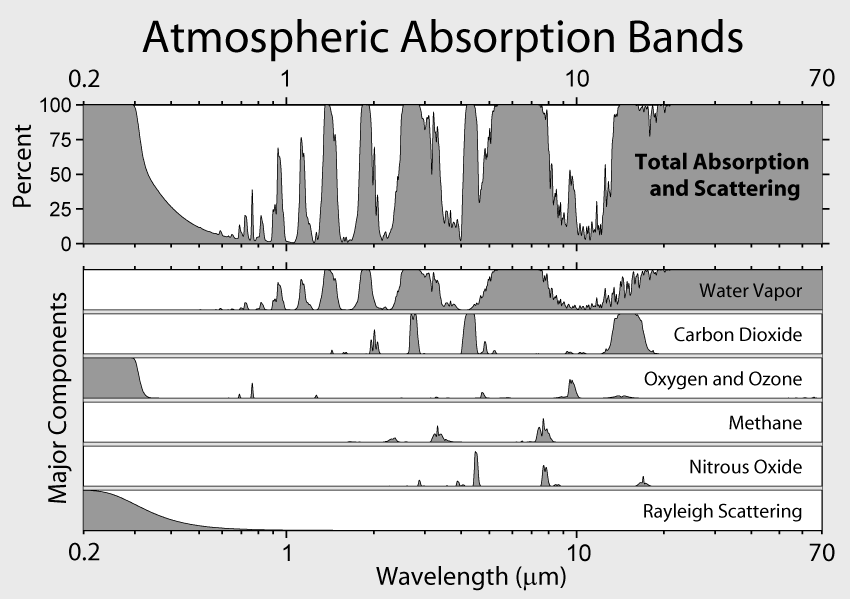 Atmospheric Absorption Bands
0.2 1 10 70
Percent
100
75
50
25
0
Total Absorption
and Scattering
Major Components
Water Vapor
Carbon Dioxide
Oxygen and Ozone
Methane
Nitrous Oxide
Rayleigh Scattering
0.2 1 10 70
Wavelength (μm)